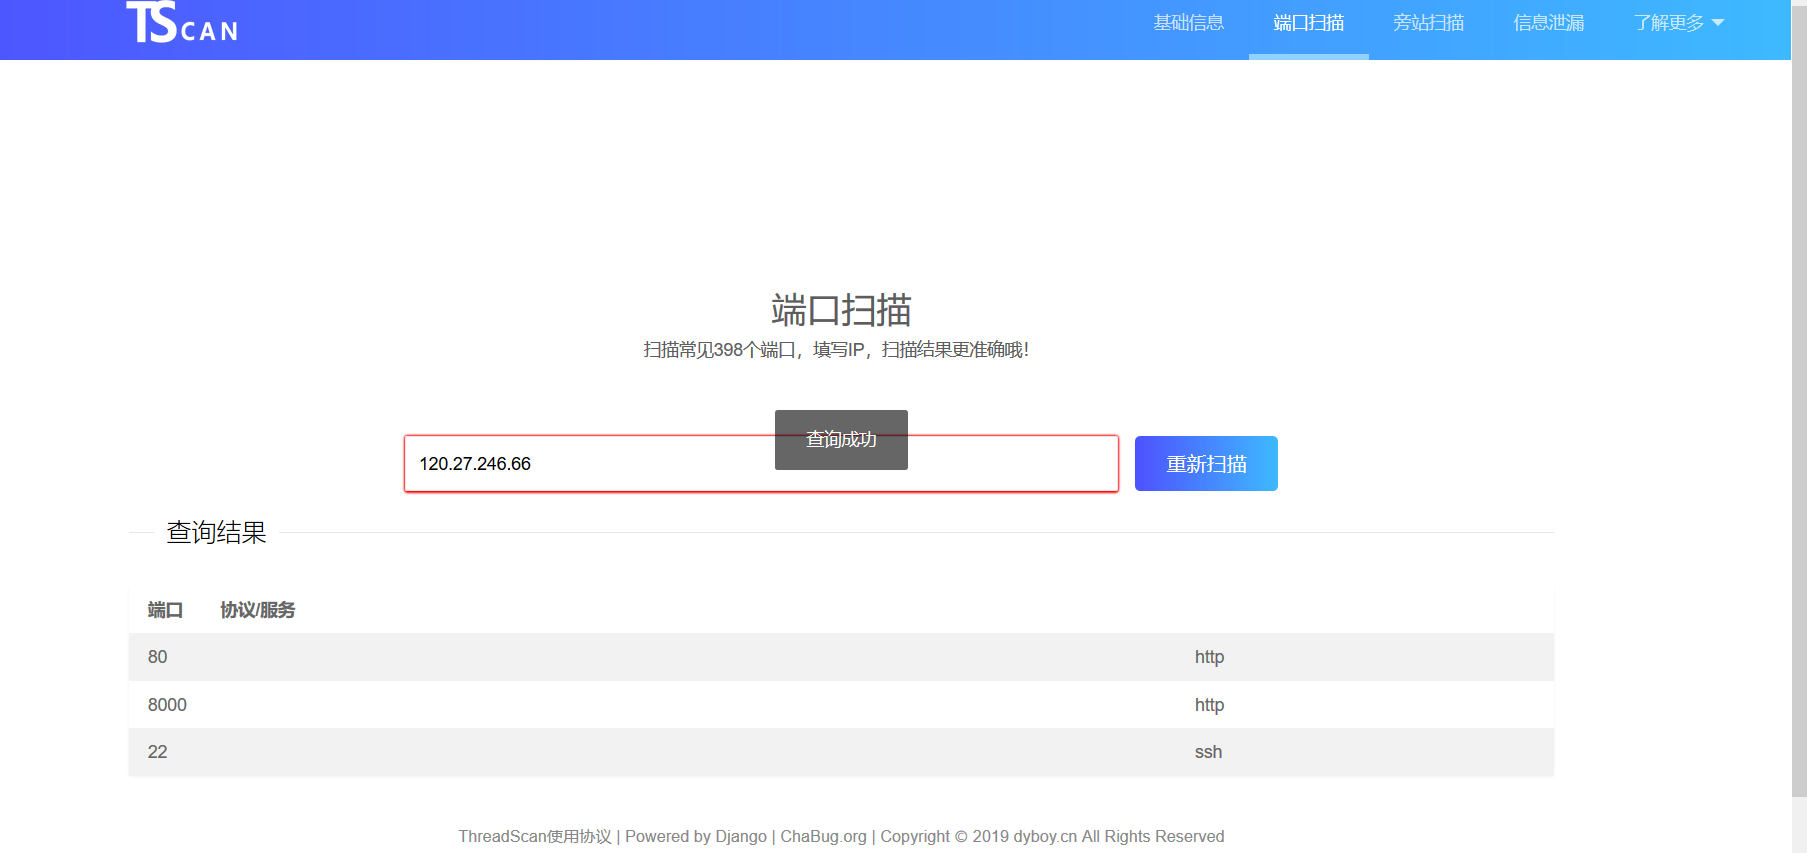 TSCAN
基础信息 端口扫描 旁站扫描 信息泄漏 了解更多
端口扫描
扫描常见398个端口，填写IP，扫描结果更准确哦！
查询成功
120.27.246.66
重新扫描
查询结果
端口 协议/服务
80 http
8000 http
22 ssh
ThreadScan使用协议 | Powered by Django | ChaBug.org | Copyright © 2019 dyboy.cn All Rights Reserved